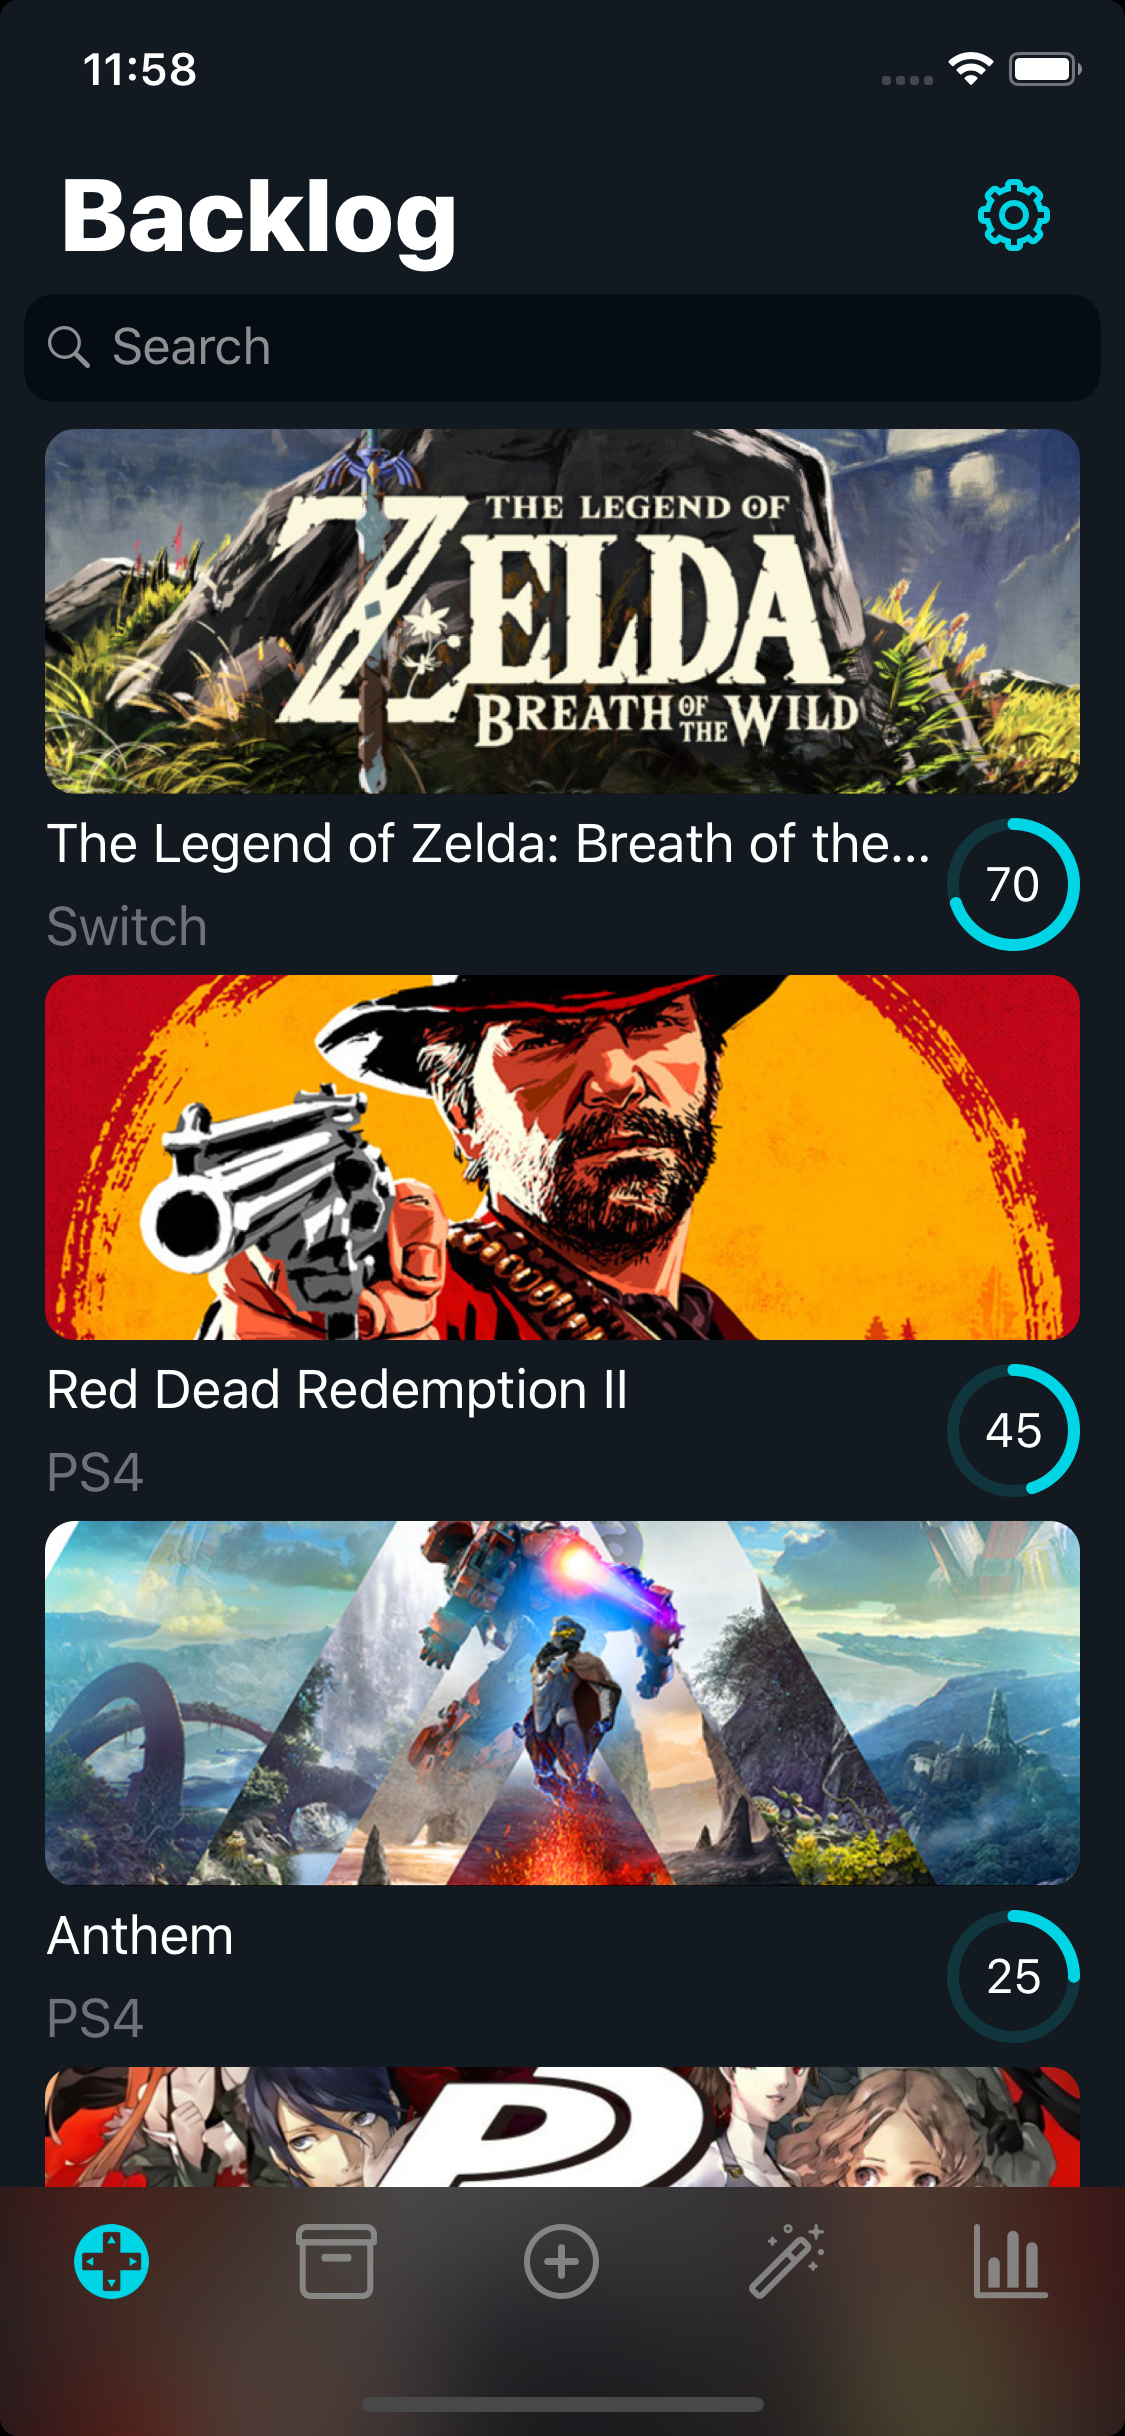 11:58
Backlog
Search
THE LEGEND OF
ZELDA
BREATH OF THE WILD
The Legend of Zelda: Breath of the...
70
Switch
Red Dead Redemption II
45
PS4
Anthem
25
PS4
P